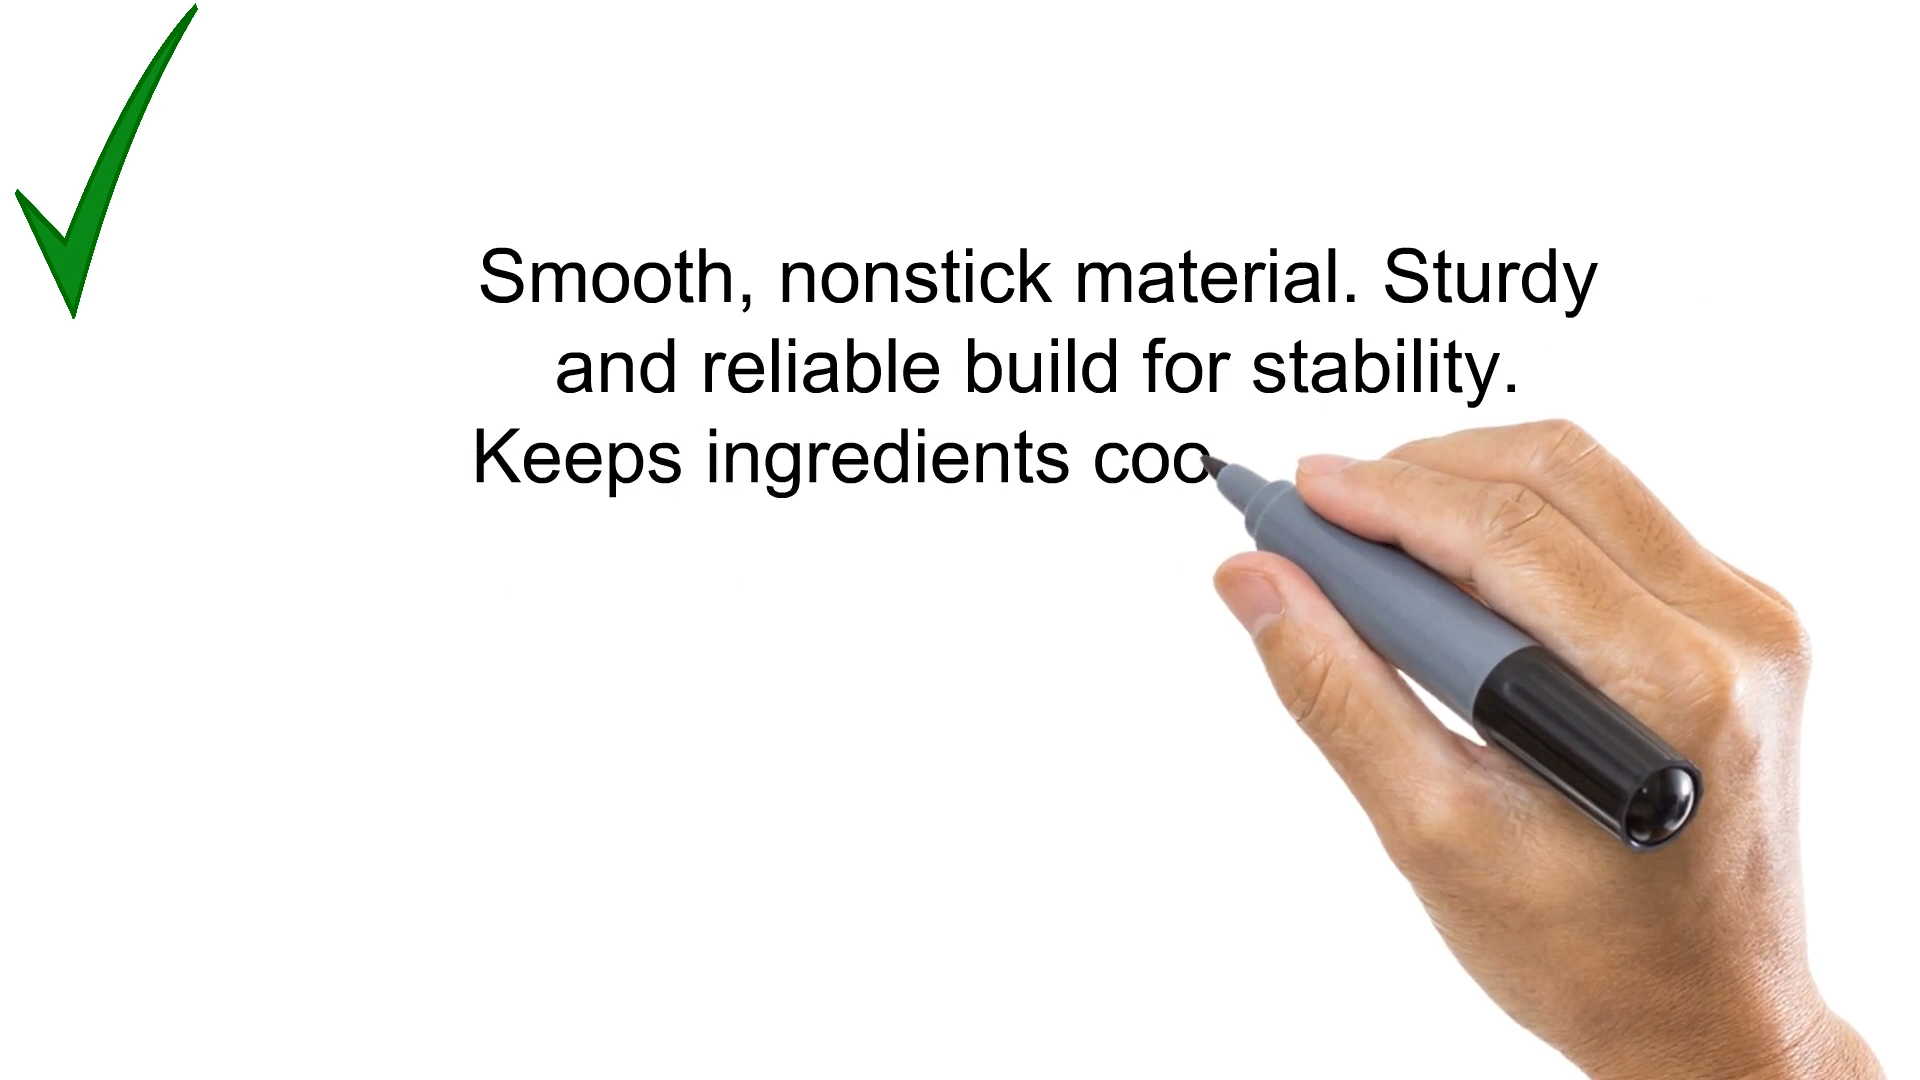 Smooth, nonstick material. Sturdy
and reliable build for stability.
Keeps ingredients coo